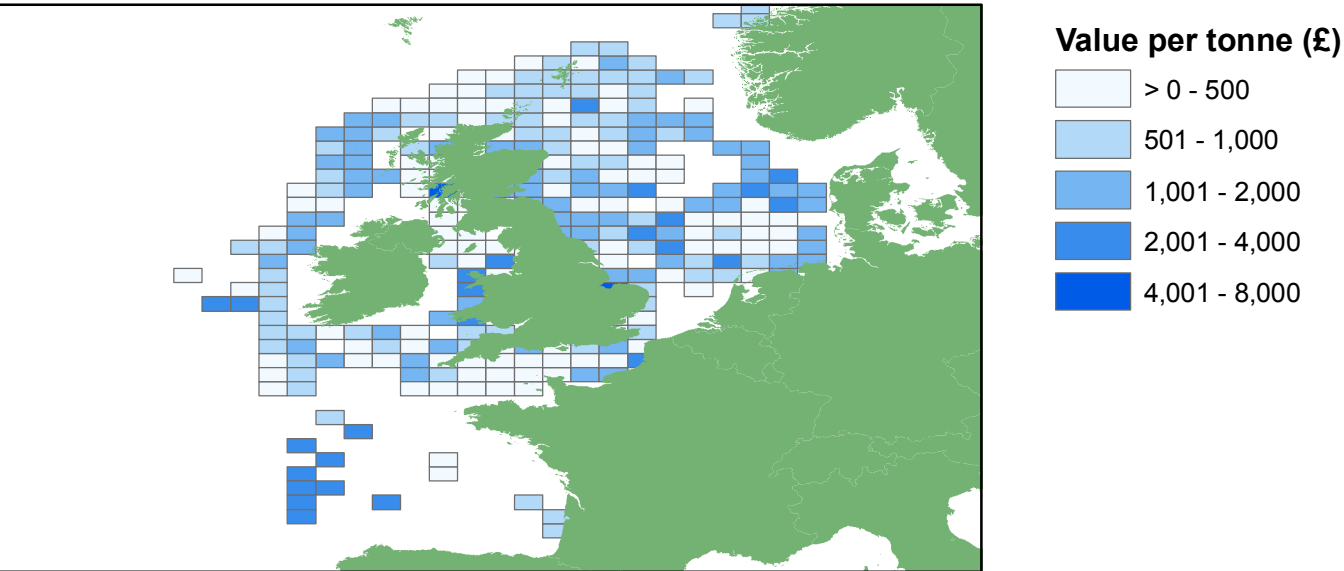 Value per tonne (£)
> 0 - 500
501 - 1,000
1,001 - 2,000
2,001 - 4,000
4,001 - 8,000